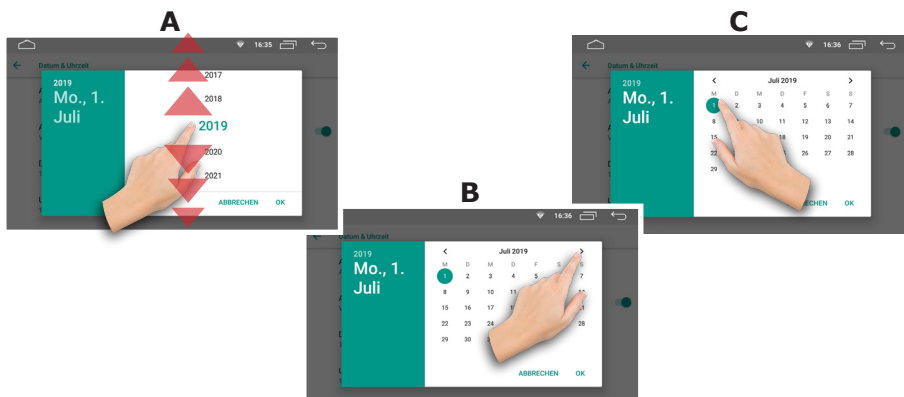 A
16:35
Datum & Uhrzeit
2019
Mo., 1.
Juli
2017
2018
2019
2020
2021
ABBRECHEN OK
B
16:36
Datum & Uhrzeit
2019
Mo., 1.
Juli
Juli 2019
M D M D F S S
1 2 3 4 5 7
8 9 10 11
15 16 17
22 23 24 28
29 30
ABBRECHEN OK
C
16:36
Datum & Uhrzeit
2019
Mo., 1.
Juli
Juli 2019
M D M D F S S
1 2 3 4 5 6 7
8 10 11 12 13 14
15 18 19 20 21
22 26 27 28
29
OK